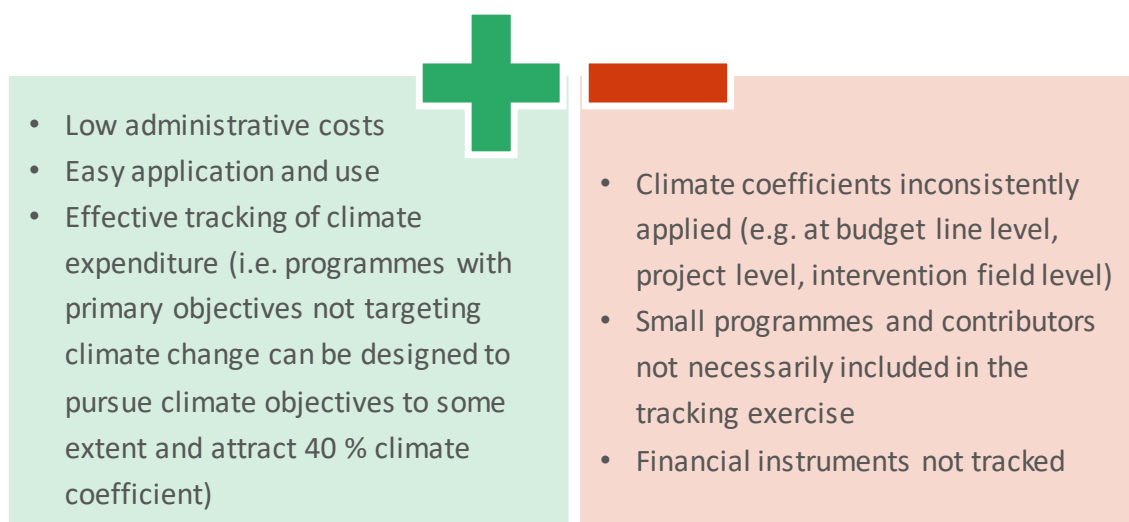 • Low administrative costs
• Easy application and use
• Effective tracking of climate
expenditure (i.e. programmes with
primary objectives not targeting
climate change can be designed to
pursue climate objectives to some
extent and attract 40 % climate
coefficient)
• Climate coefficients inconsistently
applied (e.g. at budget line level,
project level, intervention field level)
• Small programmes and contributors
not necessarily included in the
tracking exercise
• Financial instruments not tracked